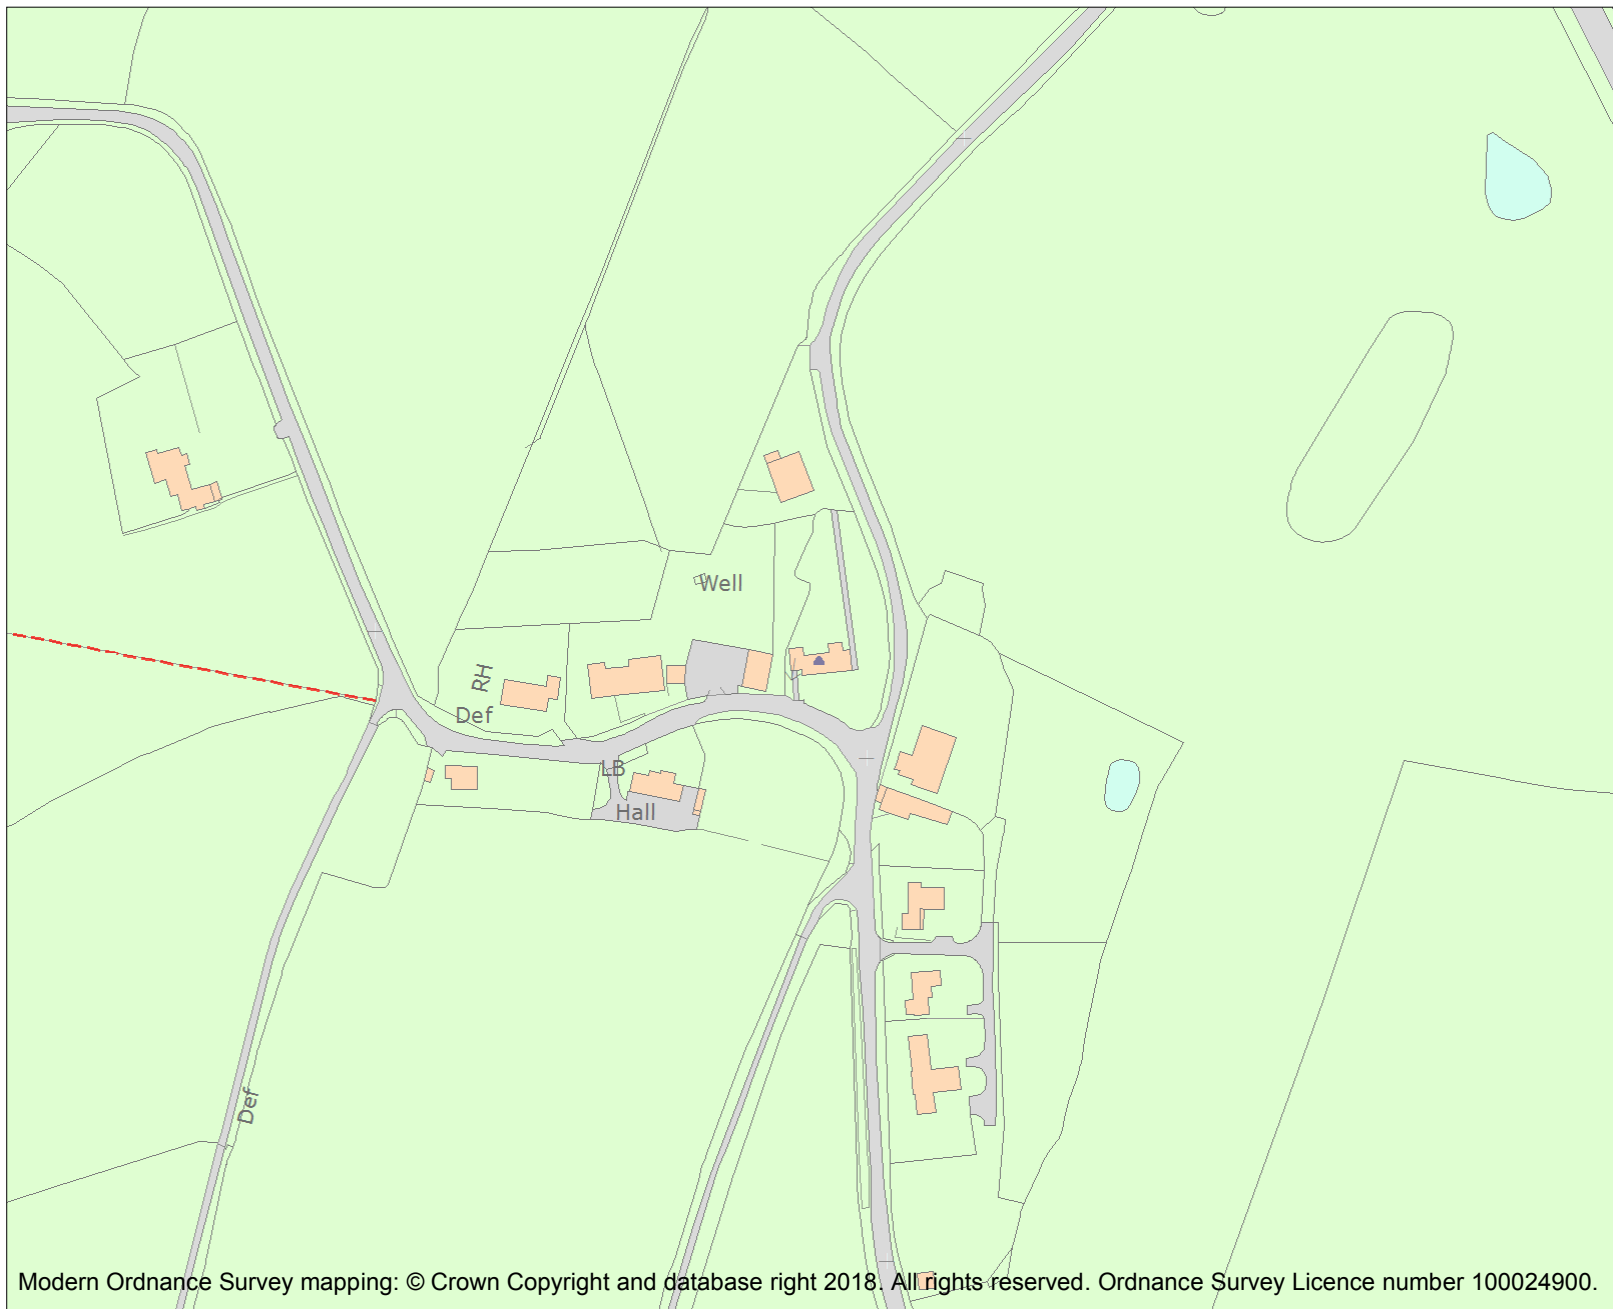 Well
RH
Def
LB
Hall
Def
Modern Ordnance Survey mapping: © Crown Copyright and database right 2018. All rights reserved. Ordnance Survey Licence number 100024900.